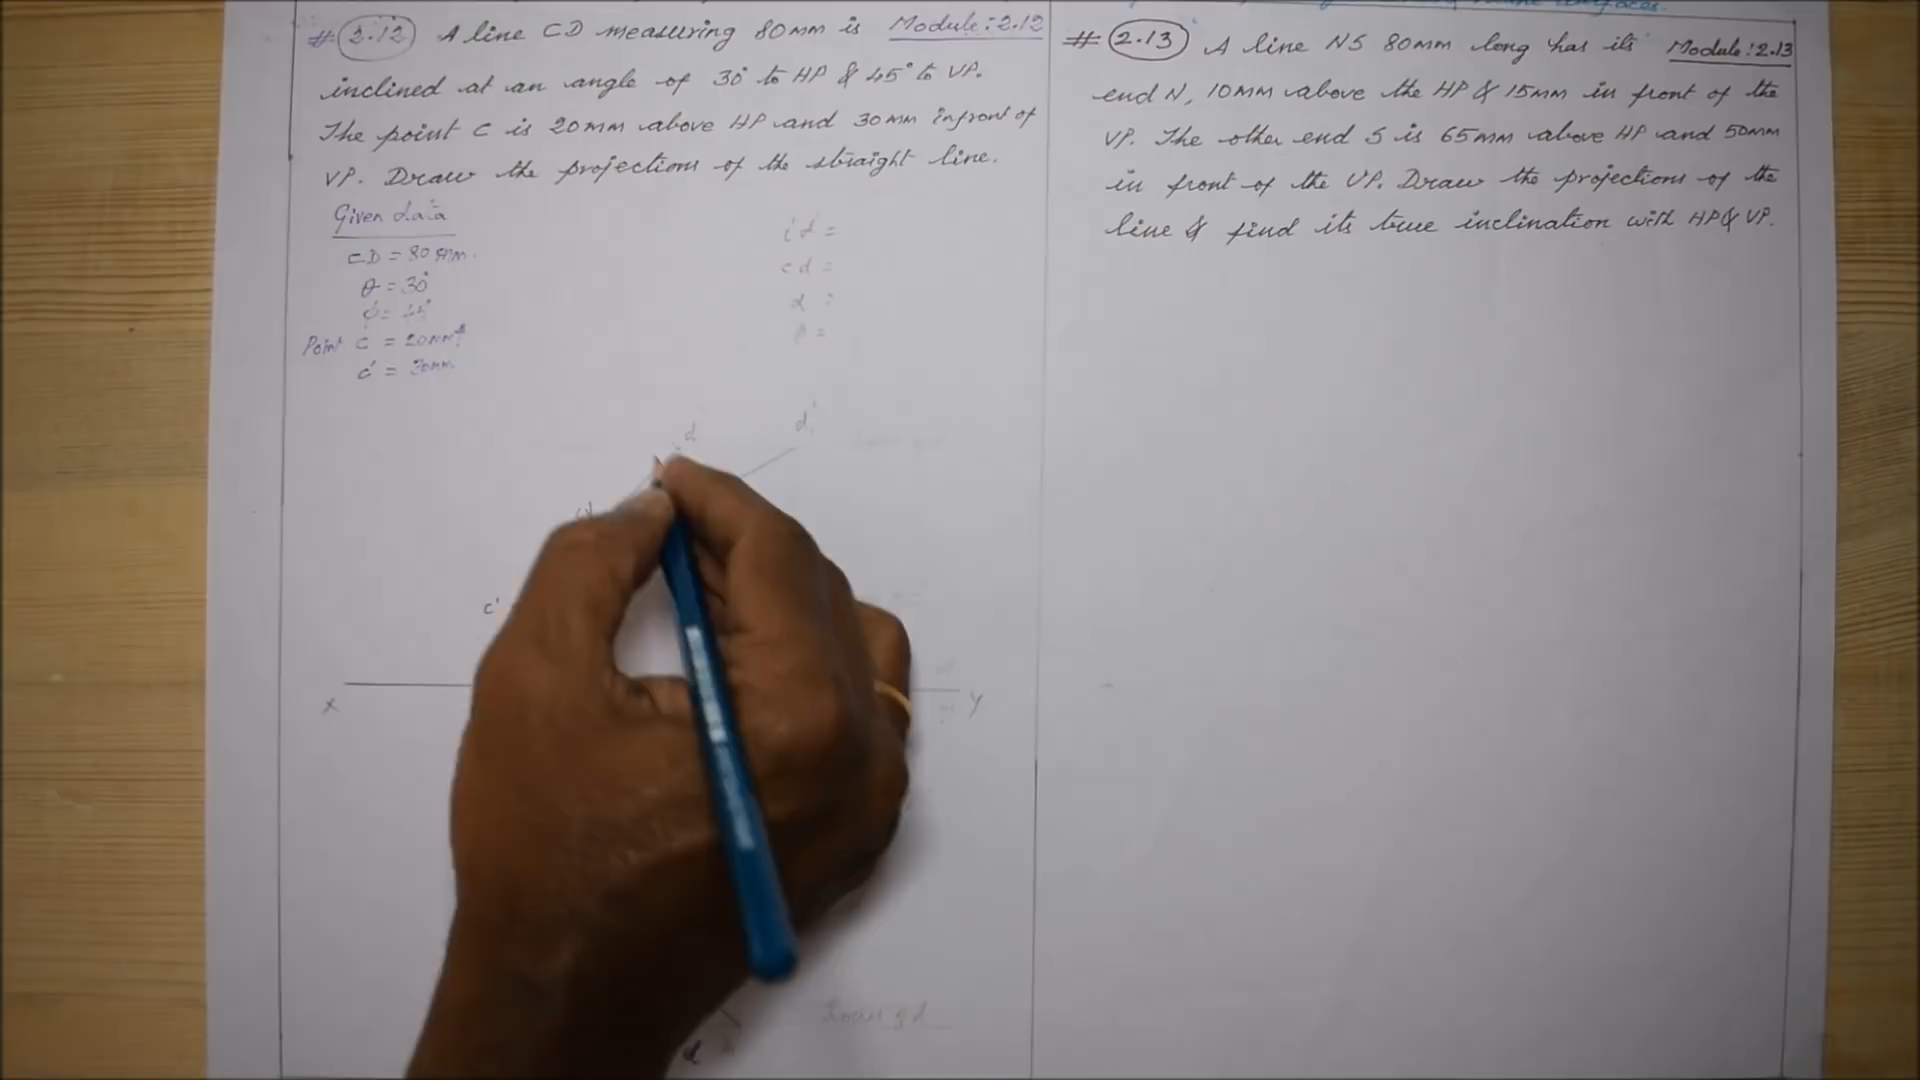 # 2.12 A line CD measuring 80mm is Module: 2.12
inclined at an angle of 30° to HP & 45° to VP.
The point C is 20mm above HP and 30mm infront of
VP. Draw the projections of the straight line.
Given data
CD = 80mm.
θ = 30°
ϕ = 45°
Point C = 20mm↑
c' = 30mm
c'd' =
cd =
α =
β =
d'
d₁'
c'
X
Y
Locus of d
d
# 2.13 A line NS 80mm long has its Module: 2.13
end N, 10mm above the HP & 15mm in front of the
VP. The other end S is 65mm above HP and 50mm
in front of the VP. Draw the projections of the
line & find its true inclination with HP & VP.